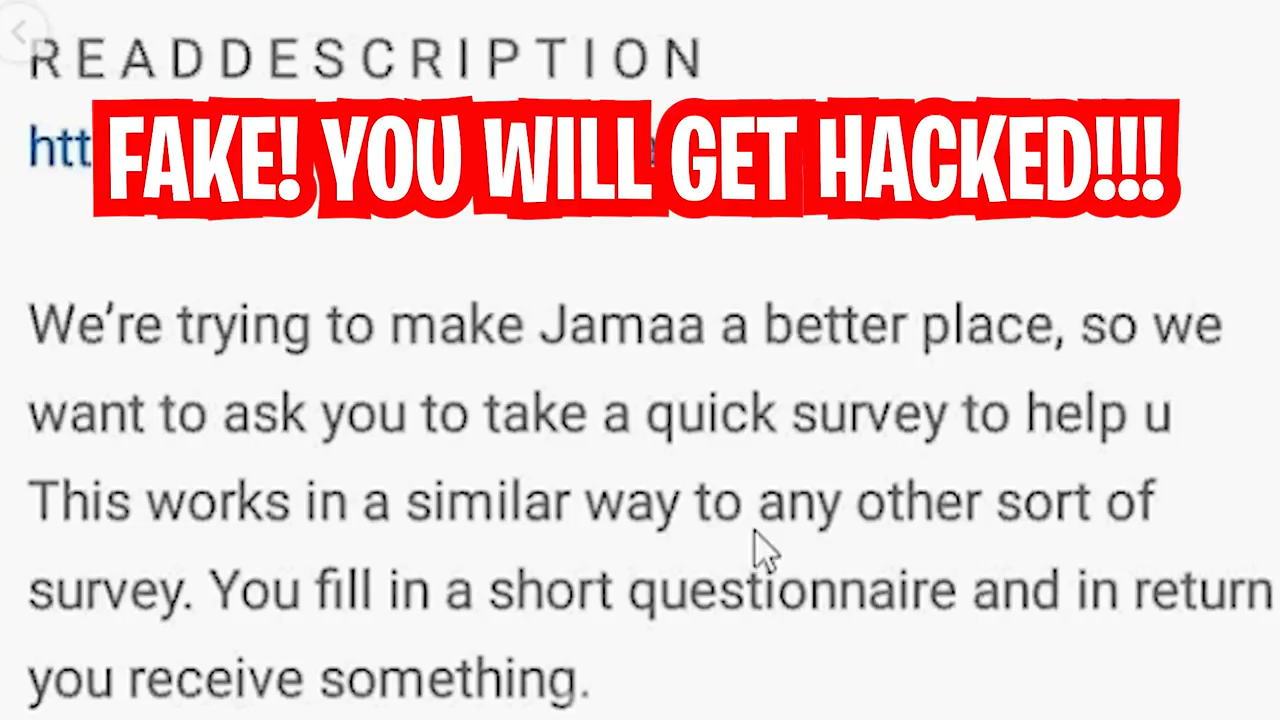 READDESCRIPTION
htt
FAKE! YOU WILL GET HACKED!!!
We’re trying to make Jamaa a better place, so we
want to ask you to take a quick survey to help u
This works in a similar way to any other sort of
survey. You fill in a short questionnaire and in return
you receive something.